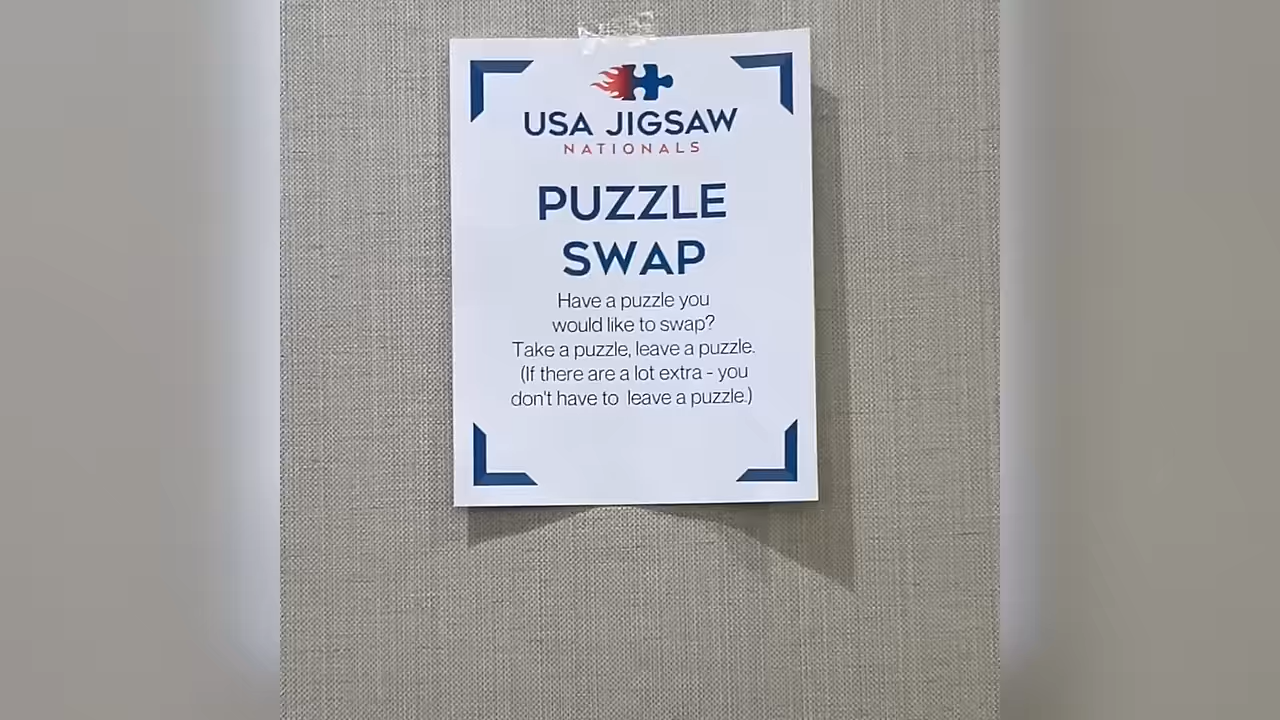 USA JIGSAW
NATIONALS
PUZZLE
SWAP
Have a puzzle you
would like to swap?
Take a puzzle, leave a puzzle.
(If there are a lot extra - you
don't have to  leave a puzzle.)